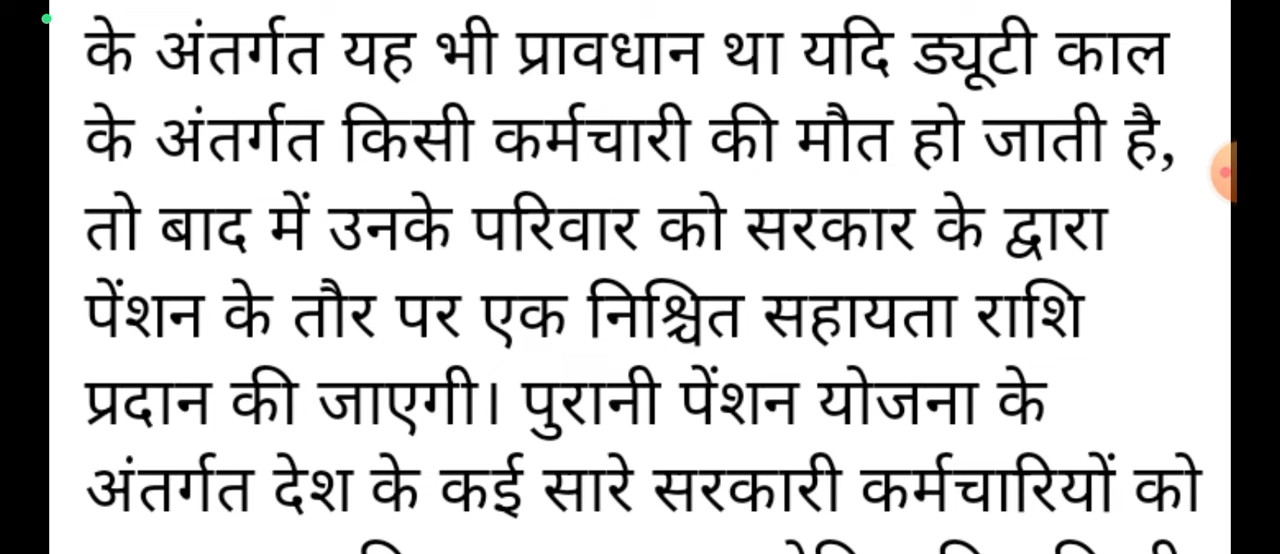 के अंतर्गत यह भी प्रावधान था यदि ड्यूटी काल
के अंतर्गत किसी कर्मचारी की मौत हो जाती है,
तो बाद में उनके परिवार को सरकार के द्वारा
पेंशन के तौर पर एक निश्चित सहायता राशि
प्रदान की जाएगी। पुरानी पेंशन योजना के
अंतर्गत देश के कई सारे सरकारी कर्मचारियों को